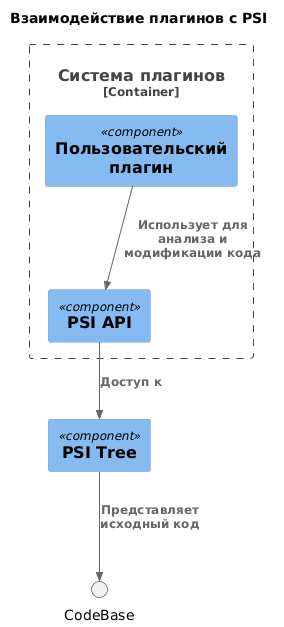 Взаимодействие плагинов с PSI
Система плагинов
[Container]
«component»
Пользовательский
плагин
Использует для
анализа и
модификации кода
«component»
PSI API
Доступ к
«component»
PSI Tree
Представляет
исходный код
CodeBase